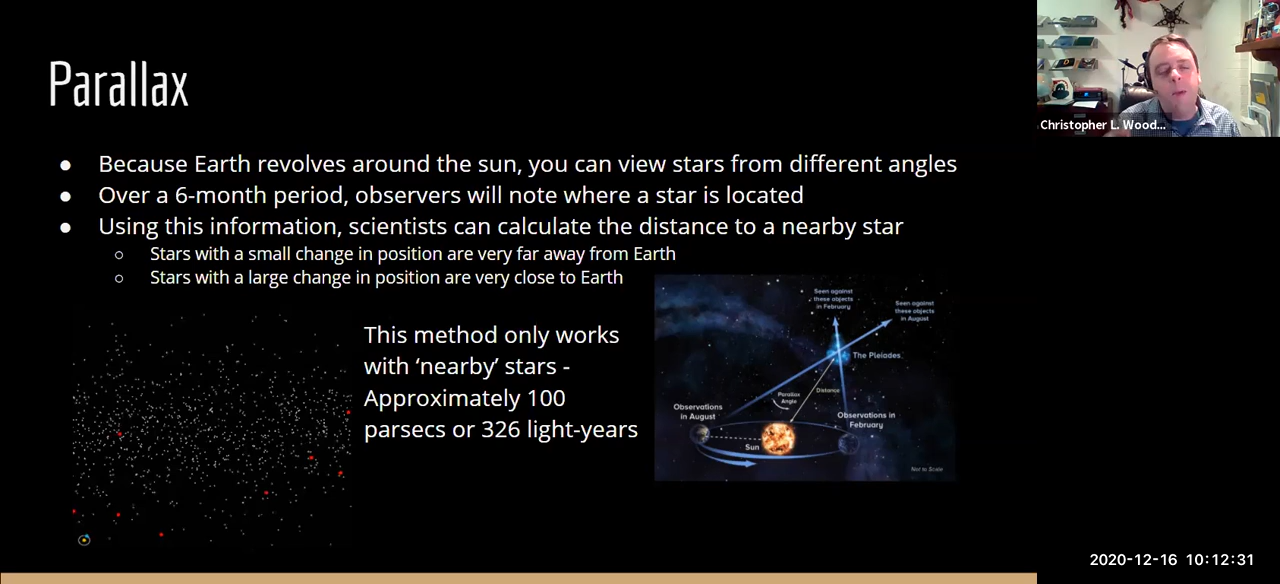 Parallax
Christopher L. Wood...
● Because Earth revolves around the sun, you can view stars from different angles
● Over a 6-month period, observers will note where a star is located
● Using this information, scientists can calculate the distance to a nearby star
○ Stars with a small change in position are very far away from Earth
○ Stars with a large change in position are very close to Earth
This method only works
with ‘nearby’ stars -
Approximately 100
parsecs or 326 light-years
Seen against
these objects
in February
Seen against
these objects
in August
The Pleiades
Distance
Parallax
Angle
Observations
in August
Observations in
February
Sun
Not to Scale
2020-12-16 10:12:31